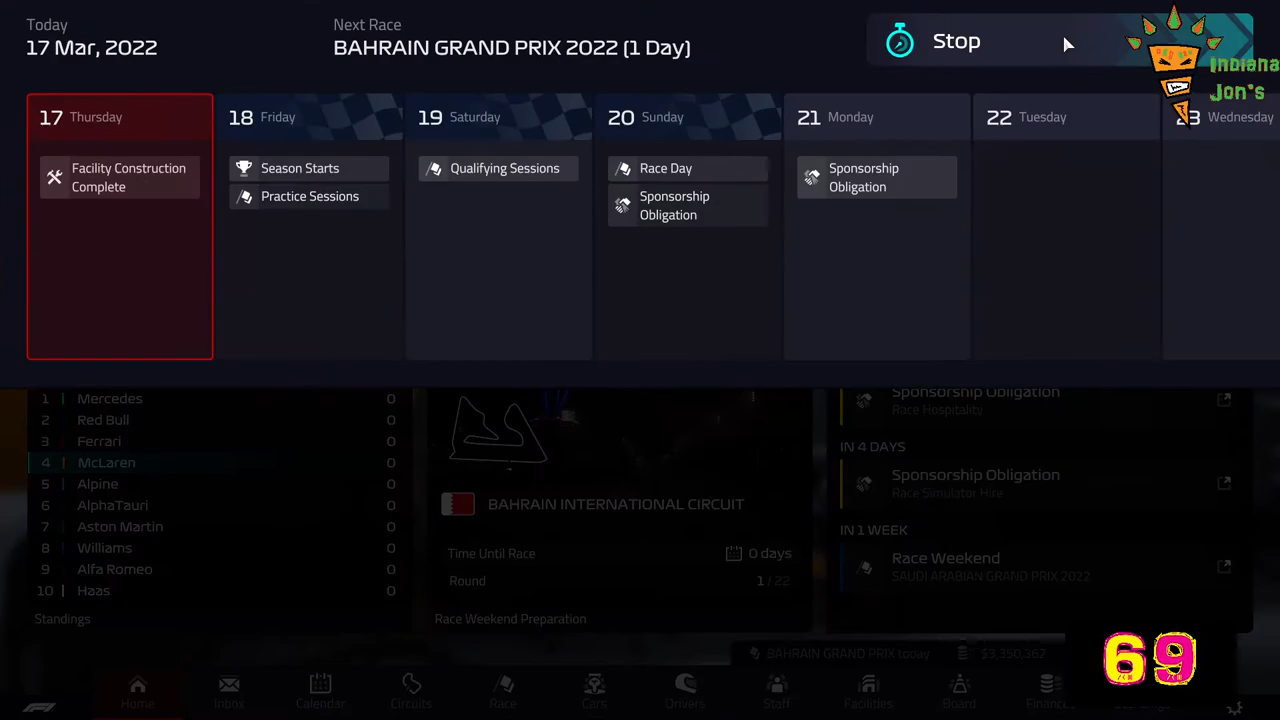 Today
17 Mar, 2022
Next Race
BAHRAIN GRAND PRIX 2022 (1 Day)
Stop
Indiana
Jon's
17 Thursday
Facility Construction
Complete
18 Friday
Season Starts
Practice Sessions
19 Saturday
Qualifying Sessions
20 Sunday
Race Day
Sponsorship
Obligation
21 Monday
Sponsorship
Obligation
22 Tuesday
23 Wednesday
1 Mercedes 0
2 Red Bull 0
3 Ferrari 0
4 McLaren 0
5 Alpine 0
6 AlphaTauri 0
7 Aston Martin 0
8 Williams 0
9 Alfa Romeo 0
10 Haas 0
Standings
BAHRAIN INTERNATIONAL CIRCUIT
Time Until Race 0 days
Round 1 / 22
Race Weekend Preparation
Sponsorship Obligation
Race Hospitality
IN 4 DAYS
Sponsorship Obligation
Race Simulator Hire
IN 1 WEEK
Race Weekend
SAUDI ARABIAN GRAND PRIX 2022
BAHRAIN GRAND PRIX today $3,350,362
69
Home
Inbox
Calendar
Circuits
Race
Cars
Drivers
Staff
Facilities
Board